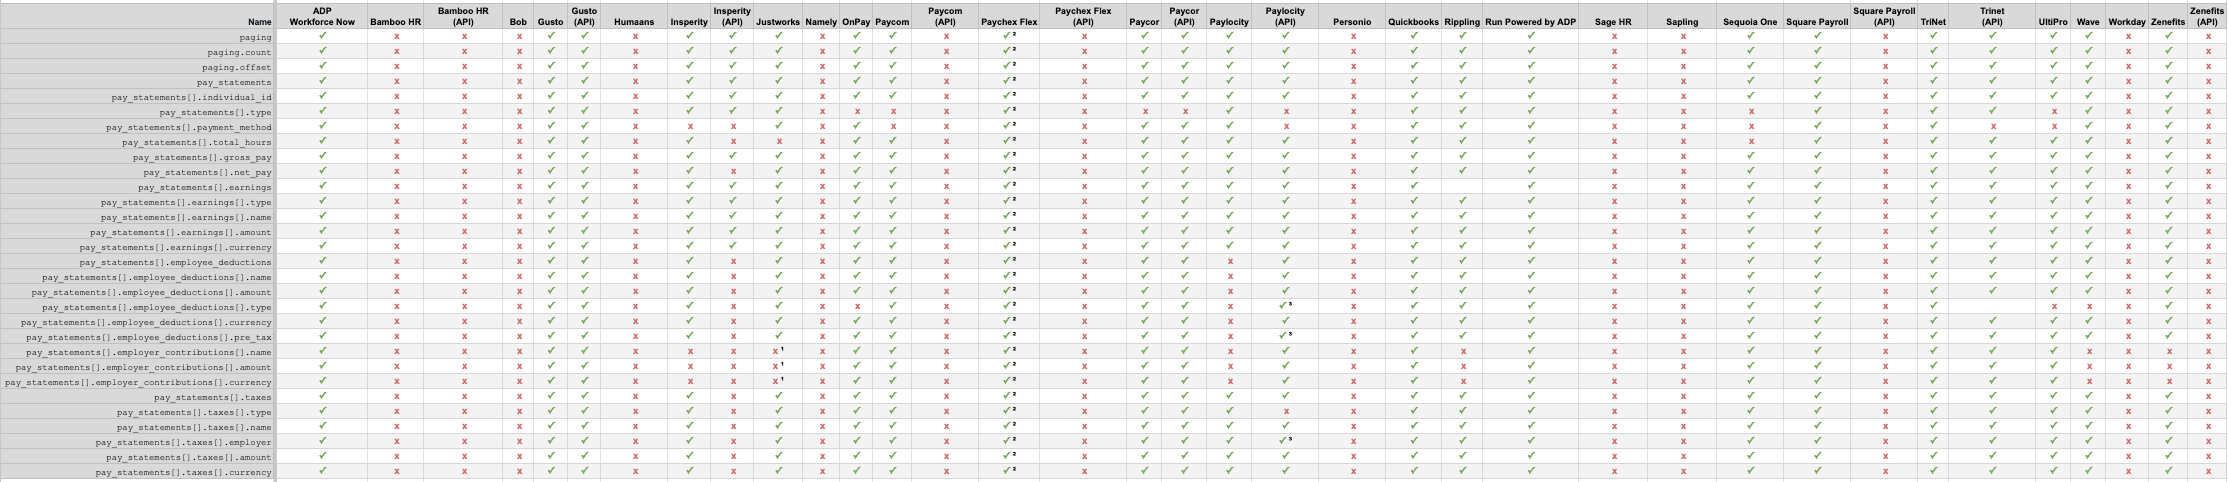 ADP Bamboo HR Gusto Insperity Paycom Paychex Flex Paycor Paylocity Square Payroll Trinet Zenefits
Name Workforce Now Bamboo HR (API) Bob Gusto (API) Humaans Insperity (API) Justworks Namely OnPay Paycom (API) Paychex Flex (API) Paycor (API) Paylocity (API) Personio Quickbooks Rippling Run Powered by ADP Sage HR Sapling Sequoia One Square Payroll (API) TriNet (API) UltiPro Wave Workday Zenefits (API)
paging ✓ x x x ✓ ✓ x ✓ ✓ ✓ x ✓ ✓ x ✓² x ✓ ✓ ✓ ✓ x ✓ ✓ ✓ x x ✓ ✓ x ✓ ✓ ✓ ✓ x ✓ x
paging.count ✓ x x x ✓ ✓ x ✓ ✓ ✓ x ✓ ✓ x ✓² x ✓ ✓ ✓ ✓ x ✓ ✓ ✓ x x ✓ ✓ x ✓ ✓ ✓ ✓ x ✓ x
paging.offset ✓ x x x ✓ ✓ x ✓ ✓ ✓ x ✓ ✓ x ✓² x ✓ ✓ ✓ ✓ x ✓ ✓ ✓ x x ✓ ✓ x ✓ ✓ ✓ ✓ x ✓ x
pay_statements ✓ x x x ✓ ✓ x ✓ ✓ ✓ x ✓ ✓ x ✓² x ✓ ✓ ✓ ✓ x ✓ ✓ ✓ x x ✓ ✓ x ✓ ✓ ✓ ✓ x ✓ x
pay_statements[].individual_id ✓ x x x ✓ ✓ x ✓ ✓ ✓ x ✓ ✓ x ✓² x ✓ ✓ ✓ ✓ x ✓ ✓ ✓ x x ✓ ✓ x ✓ ✓ ✓ ✓ x ✓ x
pay_statements[].type ✓ x x x ✓ ✓ x ✓ ✓ ✓ x x x x ✓² x x x ✓ x x ✓ ✓ ✓ x x x ✓ x ✓ ✓ x ✓ x ✓ x
pay_statements[].payment_method ✓ x x x ✓ ✓ x x x ✓ x ✓ x x ✓² x ✓ ✓ ✓ x x ✓ ✓ ✓ x x x ✓ x ✓ x x ✓ x ✓ x
pay_statements[].total_hours ✓ x x x ✓ ✓ x ✓ x x x ✓ ✓ x ✓² x ✓ ✓ ✓ ✓ x ✓ ✓ ✓ x x x ✓ x ✓ ✓ ✓ ✓ x ✓ x
pay_statements[].gross_pay ✓ x x x ✓ ✓ x ✓ ✓ ✓ x ✓ ✓ x ✓² x ✓ ✓ ✓ ✓ x ✓ ✓ ✓ x x ✓ ✓ x ✓ ✓ ✓ ✓ x ✓ x
pay_statements[].net_pay ✓ x x x ✓ ✓ x ✓ x ✓ x ✓ ✓ x ✓² x ✓ ✓ ✓ ✓ x ✓ ✓ ✓ x x ✓ ✓ x ✓ ✓ ✓ ✓ x ✓ x
pay_statements[].earnings ✓ x x x ✓ ✓ x ✓ ✓ ✓ x ✓ ✓ x ✓² x ✓ ✓ ✓ ✓ x ✓ ✓ x x ✓ ✓ x ✓ ✓ ✓ ✓ x ✓ x
pay_statements[].earnings[].type ✓ x x x ✓ ✓ x ✓ ✓ ✓ x ✓ ✓ x ✓² x ✓ ✓ ✓ ✓ x ✓ ✓ ✓ x x ✓ ✓ x ✓ ✓ ✓ ✓ x ✓ x
pay_statements[].earnings[].name ✓ x x x ✓ ✓ x ✓ ✓ ✓ x ✓ ✓ x ✓² x ✓ ✓ ✓ ✓ x ✓ ✓ ✓ x x ✓ ✓ x ✓ ✓ ✓ ✓ x ✓ x
pay_statements[].earnings[].amount ✓ x x x ✓ ✓ x ✓ ✓ ✓ x ✓ ✓ x ✓² x ✓ ✓ ✓ ✓ x ✓ ✓ ✓ x x ✓ ✓ x ✓ ✓ ✓ ✓ x ✓ x
pay_statements[].earnings[].currency ✓ x x x ✓ ✓ x ✓ ✓ ✓ x ✓ ✓ x ✓² x ✓ ✓ ✓ ✓ x ✓ ✓ ✓ x x ✓ ✓ x ✓ ✓ ✓ ✓ x ✓ x
pay_statements[].employee_deductions ✓ x x x ✓ ✓ x ✓ x ✓ x ✓ ✓ x ✓² x ✓ ✓ x ✓ x ✓ ✓ ✓ x x ✓ ✓ x ✓ ✓ ✓ ✓ x ✓ x
pay_statements[].employee_deductions[].name ✓ x x x ✓ ✓ x ✓ x ✓ x ✓ ✓ x ✓² x ✓ ✓ x ✓ x ✓ ✓ ✓ x x ✓ ✓ x ✓ ✓ ✓ ✓ x ✓ x
pay_statements[].employee_deductions[].amount ✓ x x x ✓ ✓ x ✓ x ✓ x ✓ ✓ x ✓² x ✓ ✓ x ✓ x ✓ ✓ ✓ x x ✓ ✓ x ✓ ✓ ✓ ✓ x ✓ x
pay_statements[].employee_deductions[].type ✓ x x x ✓ ✓ x ✓ x ✓ x x ✓ x ✓² x ✓ ✓ x ✓³ x ✓ ✓ ✓ x x ✓ ✓ x ✓ x x x ✓ x
pay_statements[].employee_deductions[].currency ✓ x x x ✓ ✓ x ✓ x ✓ x ✓ ✓ x ✓² x ✓ ✓ x ✓ x ✓ ✓ ✓ x x ✓ ✓ x ✓ ✓ ✓ ✓ x ✓ x
pay_statements[].employee_deductions[].pre_tax ✓ x x x ✓ ✓ x ✓ x ✓ x ✓ ✓ x ✓² x ✓ ✓ x ✓³ x ✓ ✓ ✓ x x ✓ ✓ x ✓ ✓ ✓ ✓ x ✓ x
pay_statements[].employer_contributions[].name ✓ x x x ✓ ✓ x x x x¹ x ✓ ✓ x ✓² x ✓ ✓ x ✓ x ✓ x ✓ x x ✓ ✓ x ✓ ✓ ✓ x x x x
pay_statements[].employer_contributions[].amount ✓ x x x ✓ ✓ x x x x¹ x ✓ ✓ x ✓² x ✓ ✓ x ✓ x ✓ x ✓ x x ✓ ✓ x ✓ ✓ ✓ x x x x
pay_statements[].employer_contributions[].currency ✓ x x x ✓ ✓ x x x x¹ x ✓ ✓ x ✓² x ✓ ✓ x ✓ x ✓ x ✓ x x ✓ ✓ x ✓ ✓ ✓ x x x x
pay_statements[].taxes ✓ x x x ✓ ✓ x ✓ x ✓ x ✓ ✓ x ✓² x ✓ ✓ ✓ ✓ x ✓ ✓ ✓ x x ✓ ✓ x ✓ ✓ ✓ ✓ x ✓ x
pay_statements[].taxes[].type ✓ x x x ✓ ✓ x ✓ x ✓ x ✓ ✓ x ✓² x ✓ ✓ ✓ x x ✓ ✓ ✓ x x ✓ ✓ x ✓ ✓ ✓ ✓ x ✓ x
pay_statements[].taxes[].name ✓ x x x ✓ ✓ x ✓ x ✓ x ✓ ✓ x ✓² x ✓ ✓ ✓ ✓ x ✓ ✓ ✓ x x ✓ ✓ x ✓ ✓ ✓ ✓ x ✓ x
pay_statements[].taxes[].employer ✓ x x x ✓ ✓ x ✓ x ✓ x ✓ ✓ x ✓² x ✓ ✓ ✓ ✓³ x ✓ ✓ ✓ x x ✓ ✓ x ✓ ✓ ✓ ✓ x ✓ x
pay_statements[].taxes[].amount ✓ x x x ✓ ✓ x ✓ x ✓ x ✓ ✓ x ✓² x ✓ ✓ ✓ ✓ x ✓ ✓ ✓ x x ✓ ✓ x ✓ ✓ ✓ ✓ x ✓ x
pay_statements[].taxes[].currency ✓ x x x ✓ ✓ x ✓ x ✓ x ✓ ✓ x ✓² x ✓ ✓ ✓ ✓ x ✓ ✓ ✓ x x ✓ ✓ x ✓ ✓ ✓ ✓ x ✓ x